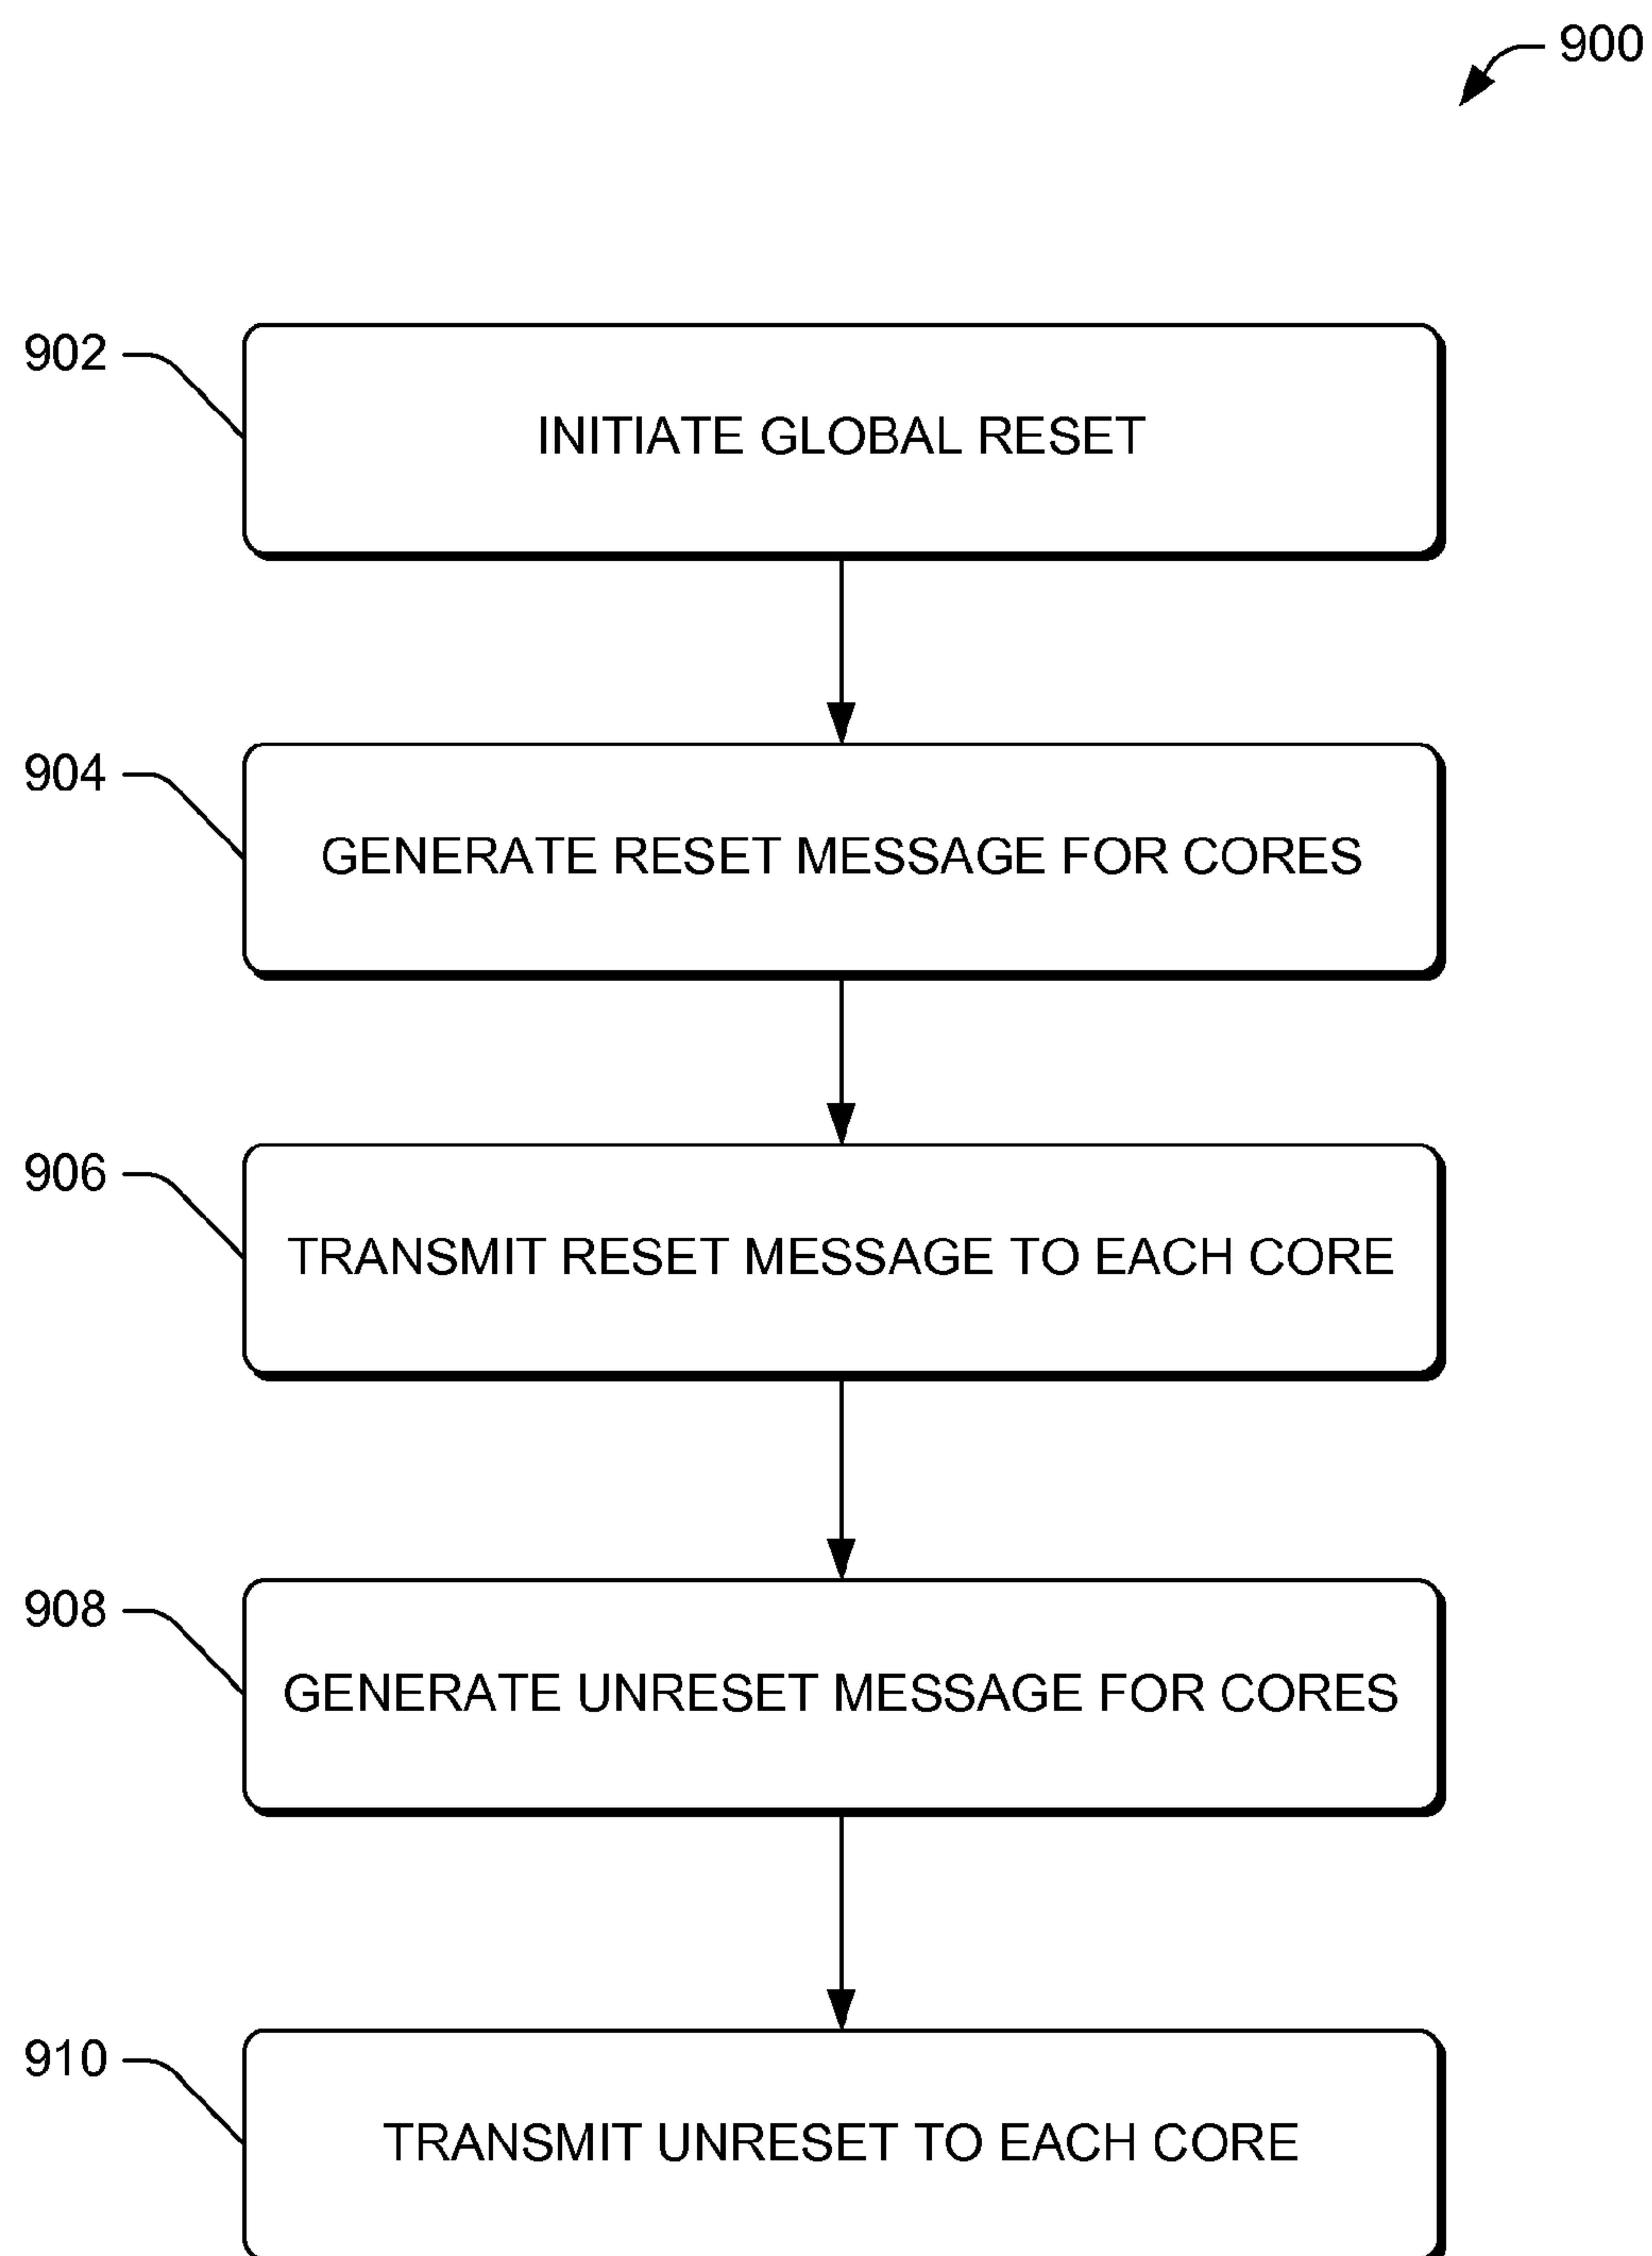 900
902
INITIATE GLOBAL RESET
904
GENERATE RESET MESSAGE FOR CORES
906
TRANSMIT RESET MESSAGE TO EACH CORE
908
GENERATE UNRESET MESSAGE FOR CORES
910
TRANSMIT UNRESET TO EACH CORE